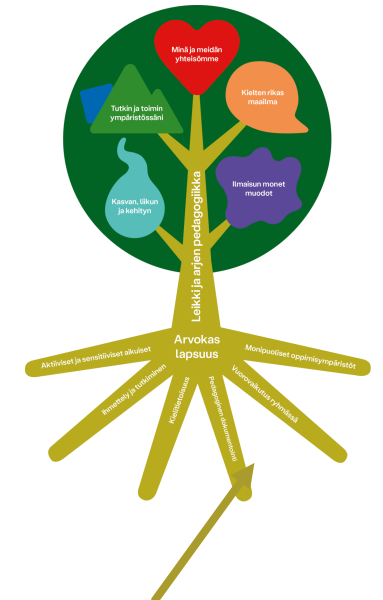 Minä ja meidän
yhteisömme
Kielten rikas
maailma
Tutkin ja toimin
ympäristössäni
Ilmaisun monet
muodot
Kasvan, liikun
ja kehityn
Leikki ja arjen pedagogiikka
Arvokas
lapsuus
Aktiiviset ja sensitiiviset aikuiset
Ihmettely ja tutkiminen
Kielitietoisuus
Pedagoginen dokumentointi
Vuorovaikutus ryhmässä
Monipuoliset oppimisympäristöt